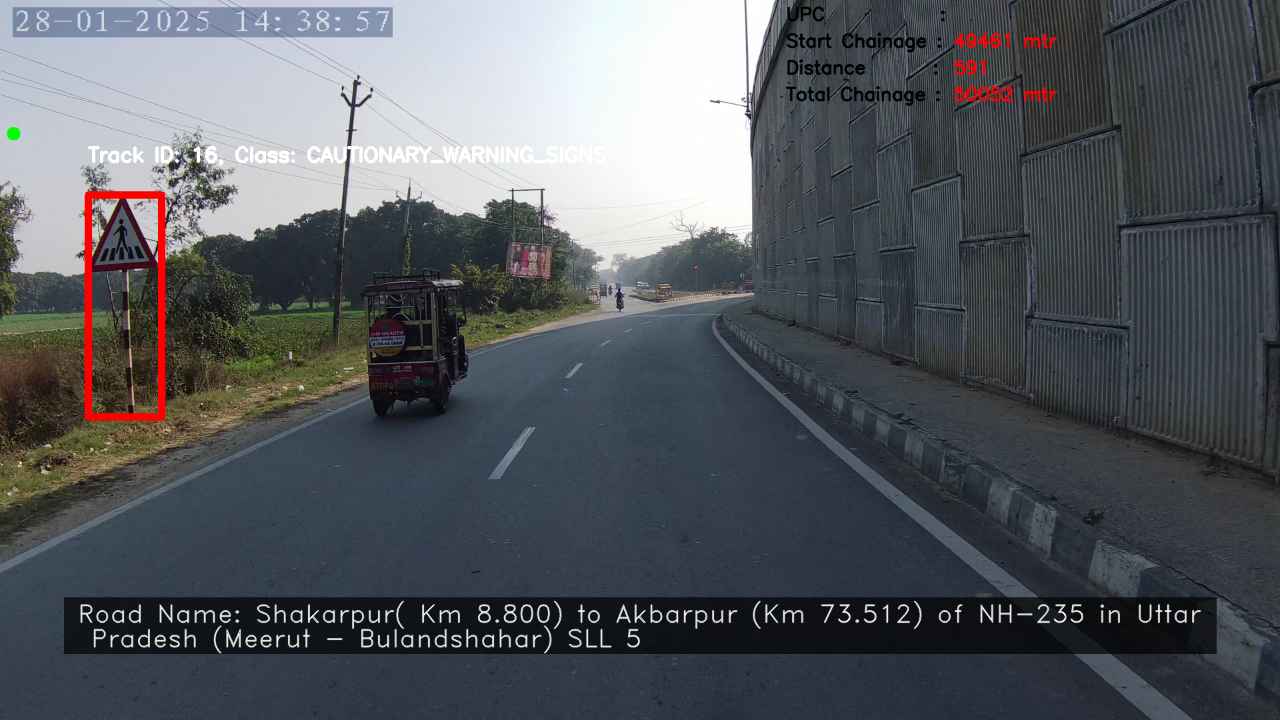 28-01-2025 14:38:57
UPC :
Start Chainage : 49461 mtr
Distance : 591
Total Chainage : 50052 mtr
Track ID: 16, Class: CAUTIONARY_WARNING_SIGNS
Road Name: Shakarpur( Km 8.800) to Akbarpur (Km 73.512) of NH-235 in Uttar
Pradesh (Meerut - Bulandshahar) SLL 5